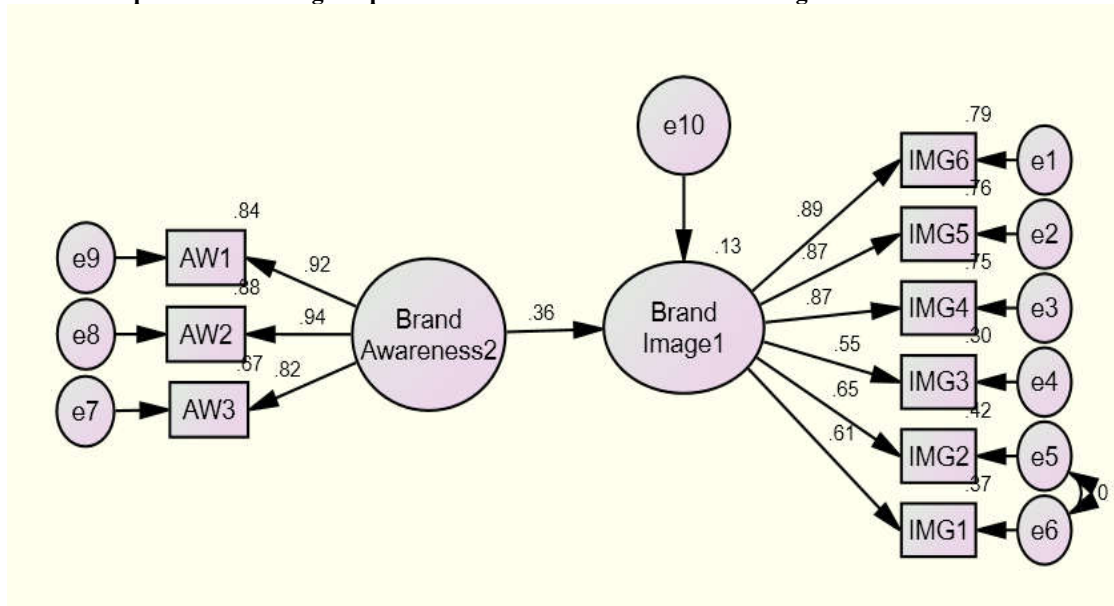 e10
.79
IMG6
e1
.76
IMG5
e2
.75
IMG4
e3
.30
IMG3
e4
.42
IMG2
e5
.37
IMG1
e6
0
.89
.87
.87
.55
.65
.61
.13
Brand
Image1
.36
Brand
Awareness2
.92
.94
.82
.84
AW1
e9
.88
AW2
e8
.67
AW3
e7